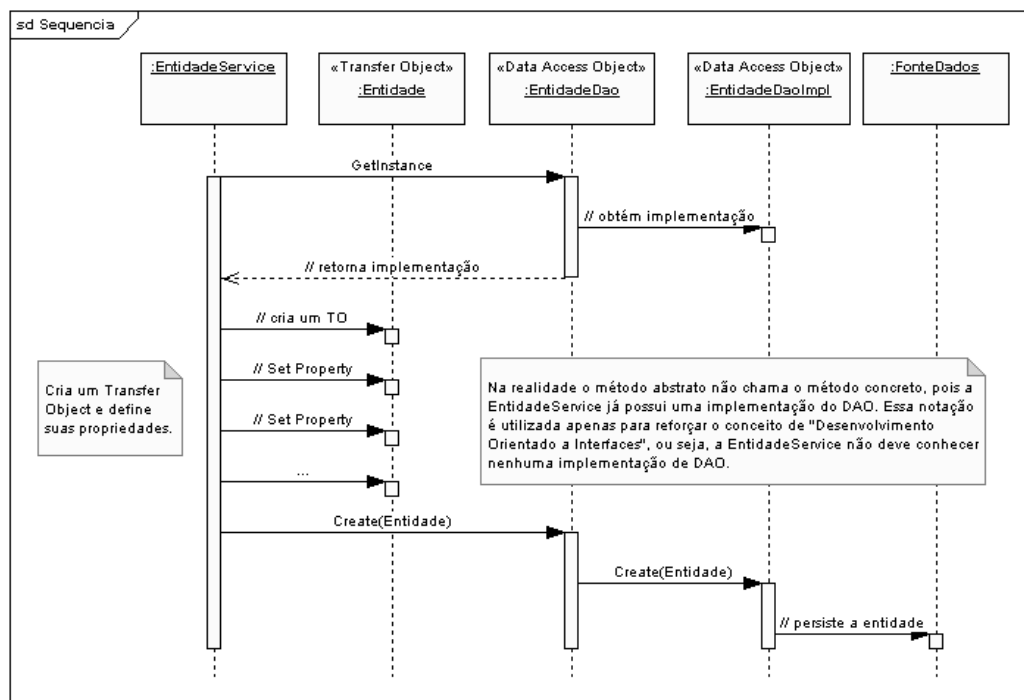 sd Sequencia
:EntidadeService
«Transfer Object»
:Entidade
«Data Access Object»
:EntidadeDao
«Data Access Object»
:EntidadeDaoImpl
:FonteDados
GetInstance
// obtém implementação
// retorna implementação
// cria um TO
// Set Property
// Set Property
...
Cria um Transfer
Object e define
suas propriedades.
Na realidade o método abstrato não chama o método concreto, pois a
EntidadeService já possui uma implementação do DAO. Essa notação
é utilizada apenas para reforçar o conceito de "Desenvolvimento
Orientado a Interfaces", ou seja, a EntidadeService não deve conhecer
nenhuma implementação de DAO.
Create(Entidade)
Create(Entidade)
// persiste a entidade